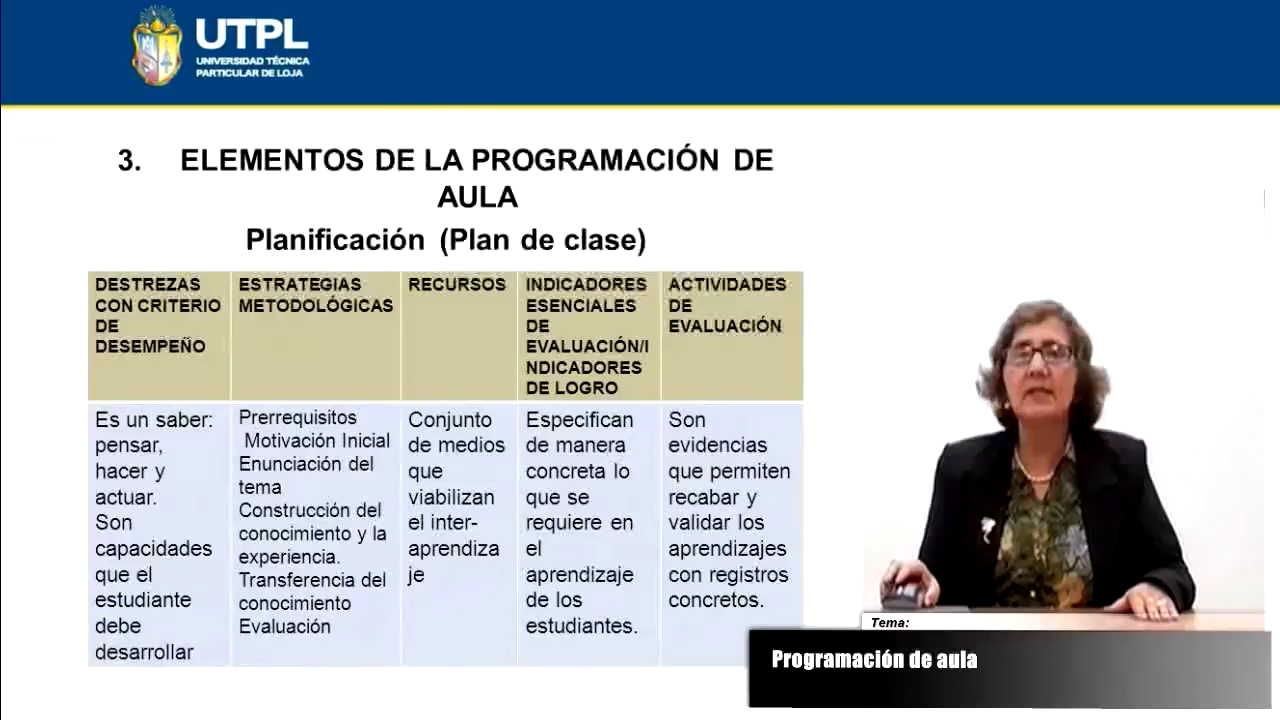 UTPL
UNIVERSIDAD TÉCNICA
PARTICULAR DE LOJA
3. ELEMENTOS DE LA PROGRAMACIÓN DE
AULA
Planificación (Plan de clase)
DESTREZAS
CON CRITERIO
DE
DESEMPEÑO
ESTRATEGIAS
METODOLÓGICAS
RECURSOS
INDICADORES
ESENCIALES
DE
EVALUACIÓN/I
NDICADORES
DE LOGRO
ACTIVIDADES
DE
EVALUACIÓN
Es un saber:
pensar,
hacer y
actuar.
Son
capacidades
que el
estudiante
debe
desarrollar
Prerrequisitos
Motivación Inicial
Enunciación del
tema
Construcción del
conocimiento y la
experiencia.
Transferencia del
conocimiento
Evaluación
Conjunto
de medios
que
viabilizan
el inter-
aprendiza
je
Especifican
de manera
concreta lo
que se
requiere en
el
aprendizaje
de los
estudiantes.
Son
evidencias
que permiten
recabar y
validar los
aprendizajes
con registros
concretos.
Tema:
Programación de aula